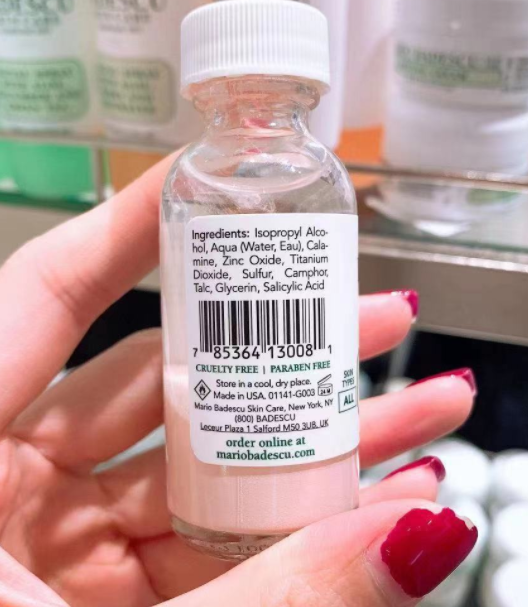 Ingredients: Isopropyl Alco-
hol, Aqua (Water, Eau), Cala-
mine, Zinc Oxide, Titanium
Dioxide, Sulfur, Camphor,
Talc, Glycerin, Salicylic Acid
7 85364 13008 1
CRUELTY FREE | PARABEN FREE
Store in a cool, dry place.
Made in USA. 01141-G003
24 M
Mario Badescu Skin Care, New York, NY
(800) BADESCU
Leceur Plaza 1 Salford M50 3UB, UK
order online at
mariobadescu.com
SKIN
TYPES
ALL